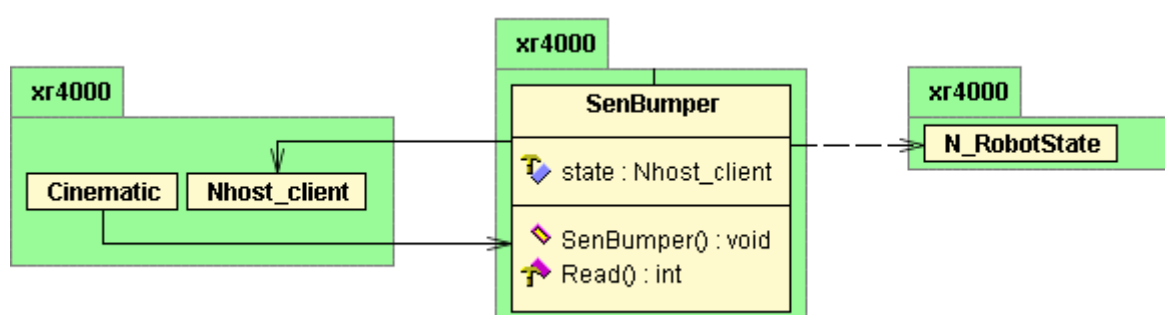 xr4000
Cinematic
Nhost_client
xr4000
SenBumper
state : Nhost_client
SenBumper() : void
Read() : int
xr4000
N_RobotState